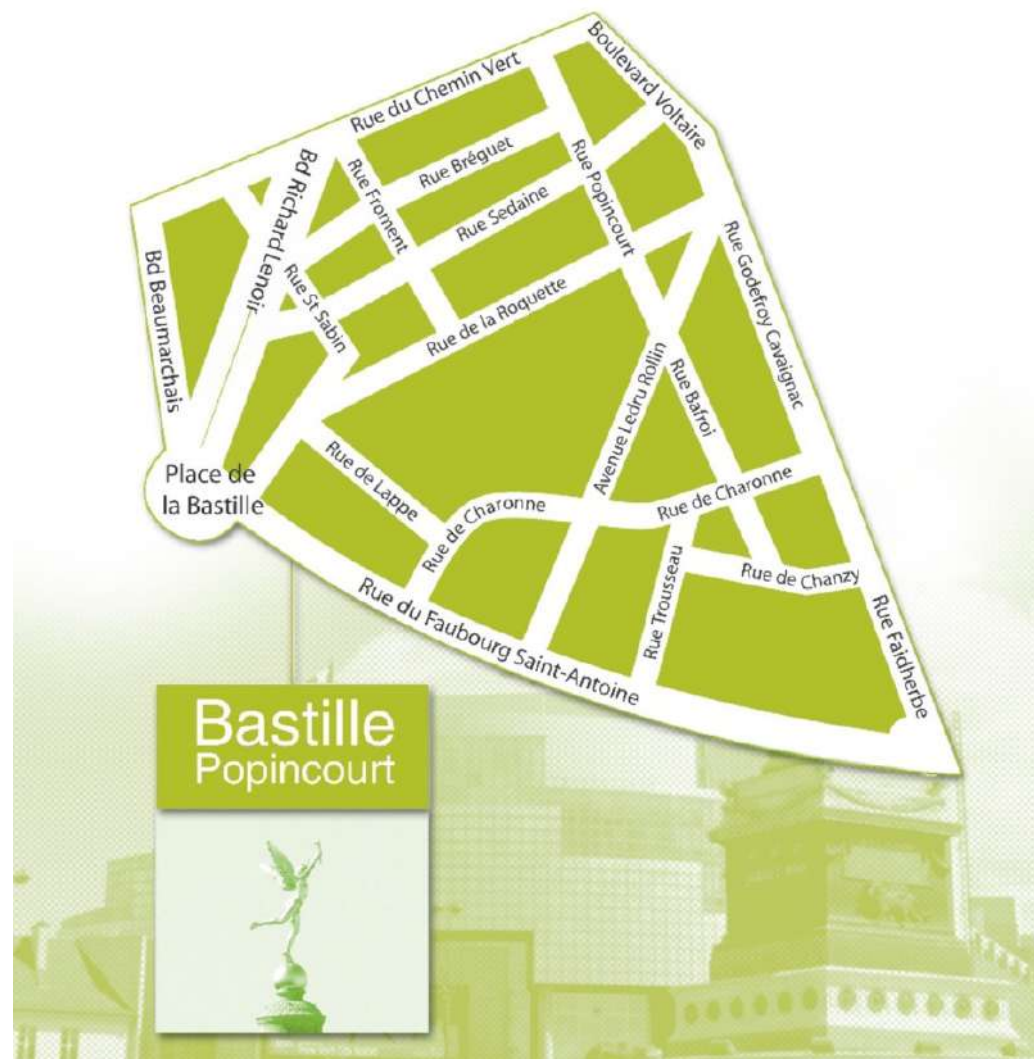 Boulevard Voltaire
Rue du Chemin Vert
Bd Richard Lenoir
Rue Froment
Rue Bréguet
Rue Popincourt
Rue Sedaine
Bd Beaumarchais
Rue St Sabin
Rue de la Roquette
Rue Godefroy Cavaignac
Avenue Ledru Rollin
Rue Bafroi
Place de
la Bastille
Rue de Lappe
Rue de Charonne
Rue de Charonne
Rue Trousseau
Rue de Chanzy
Rue du Faubourg Saint-Antoine
Rue Faidherbe
Bastille
Popincourt